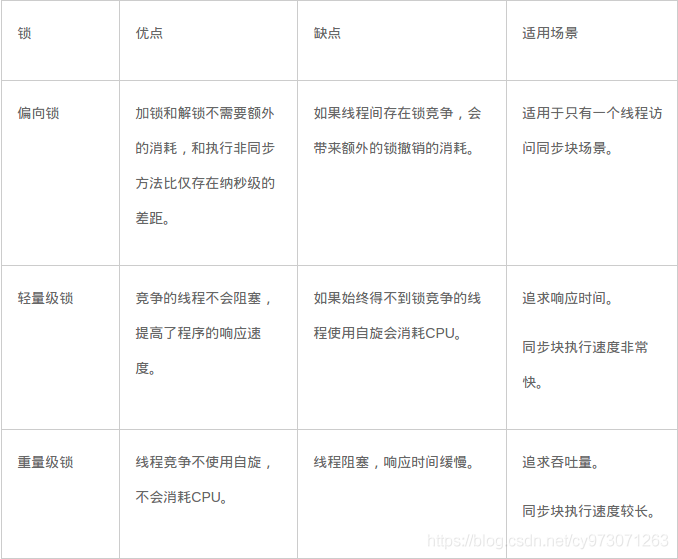 锁
优点
缺点
适用场景
偏向锁
加锁和解锁不需要额外
的消耗，和执行非同步
方法比仅存在纳秒级的
差距。
如果线程间存在锁竞争，会
带来额外的锁撤销的消耗。
适用于只有一个线程访
问同步块场景。
轻量级锁
竞争的线程不会阻塞，
提高了程序的响应速
度。
如果始终得不到锁竞争的线
程使用自旋会消耗CPU。
追求响应时间。
同步块执行速度非常
快。
重量级锁
线程竞争不使用自旋，
不会消耗CPU。
线程阻塞，响应时间缓慢。
追求吞吐量。
同步块执行速度较长。
https://blog.csdn.net/cy973071263